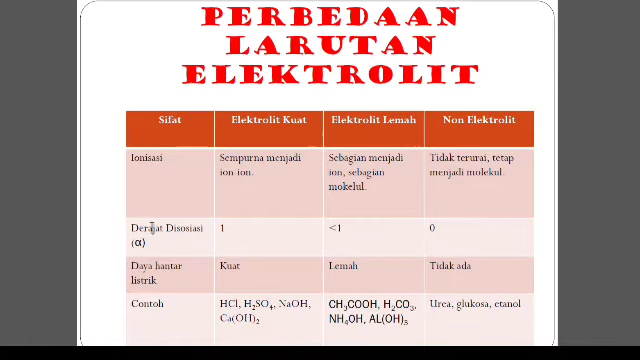 PERBEDAAN
LARUTAN
ELEKTROLIT
Sifat Elektrolit Kuat Elektrolit Lemah Non Elektrolit
Ionisasi Sempurna menjadi Sebagian menjadi Tidak terurai, tetap
ion-ion. ion, sebagian menjadi molekul.
mokelul.
Derajat Disosiasi 1 <1 0
(α)
Daya hantar Kuat Lemah Tidak ada
listrik
Contoh HCl, H₂SO₄, NaOH, CH₃COOH, H₂CO₃, Urea, glukosa, etanol
Ca(OH)₂ NH₄OH, AL(OH)₃